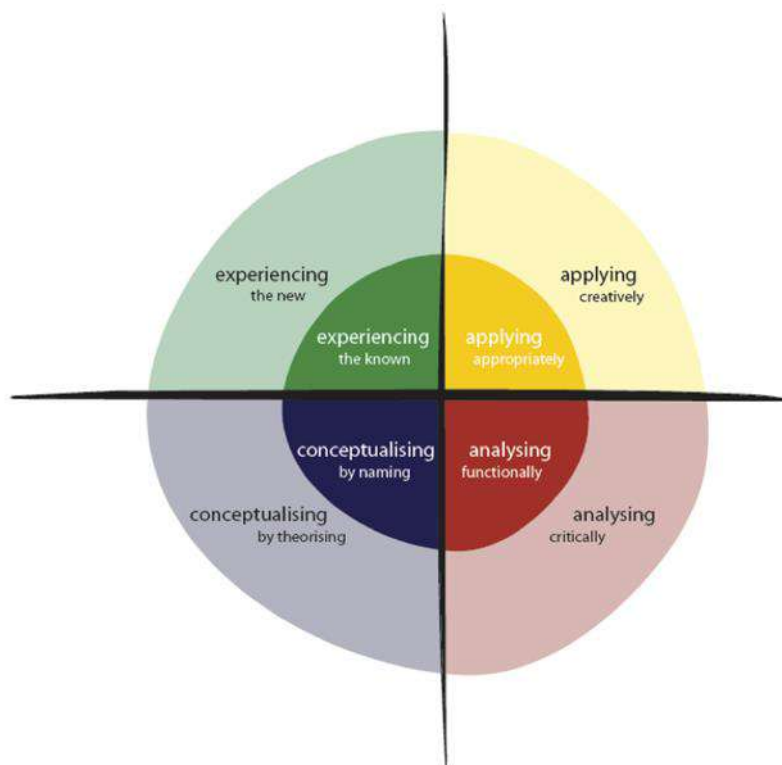 experiencing
the new
applying
creatively
experiencing
the known
applying
appropriately
conceptualising
by naming
analysing
functionally
conceptualising
by theorising
analysing
critically